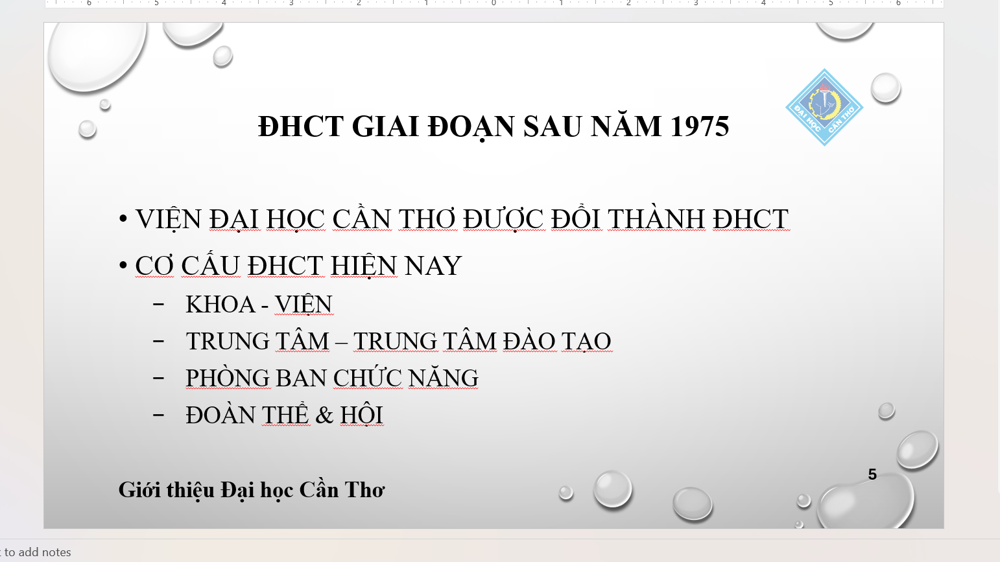 6 5 4 3 2 1 0 1 2 3 4 5 6
ĐẠI HỌC CẦN THƠ
ĐHCT GIAI ĐOẠN SAU NĂM 1975
• VIỆN ĐẠI HỌC CẦN THƠ ĐƯỢC ĐỔI THÀNH ĐHCT
• CƠ CẤU ĐHCT HIỆN NAY
− KHOA - VIỆN
− TRUNG TÂM – TRUNG TÂM ĐÀO TẠO
− PHÒNG BAN CHỨC NĂNG
− ĐOÀN THỂ & HỘI
5
Giới thiệu Đại học Cần Thơ
to add notes